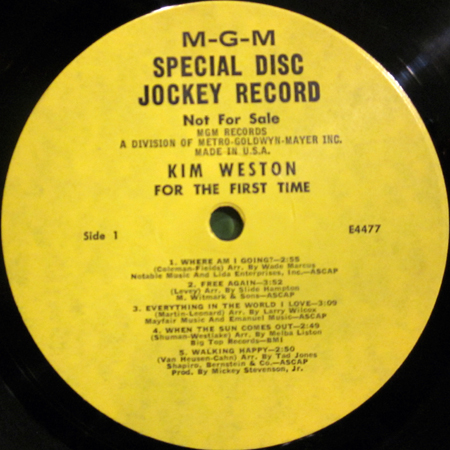 M-G-M
SPECIAL DISC
JOCKEY RECORD
Not For Sale
MGM RECORDS
A DIVISION OF METRO-GOLDWYN-MAYER INC.
MADE IN U.S.A.
KIM WESTON
FOR THE FIRST TIME
Side 1
E4477
1. WHERE AM I GOING?—2:55
(Coleman-Fields) Arr. By Wade Marcus
Notable Music And Lida Enterprises, Inc.—ASCAP
2. FREE AGAIN—3:52
(Levey) Arr. By Slide Hampton
M. Witmark & Sons—ASCAP
3. EVERYTHING IN THE WORLD I LOVE—3:09
(Martin-Leonard) Arr. By Larry Wilcox
Mayfair Music And Emanuel Music—ASCAP
4. WHEN THE SUN COMES OUT—2:49
(Shuman-Westlake) Arr. By Melba Liston
Big Top Records—BMI
5. WALKING HAPPY—2:50
(Van Heusen-Cahn) Arr. By Tad Jones
Shapiro, Bernstein & Co.—ASCAP
Prod. By Mickey Stevenson, Jr.